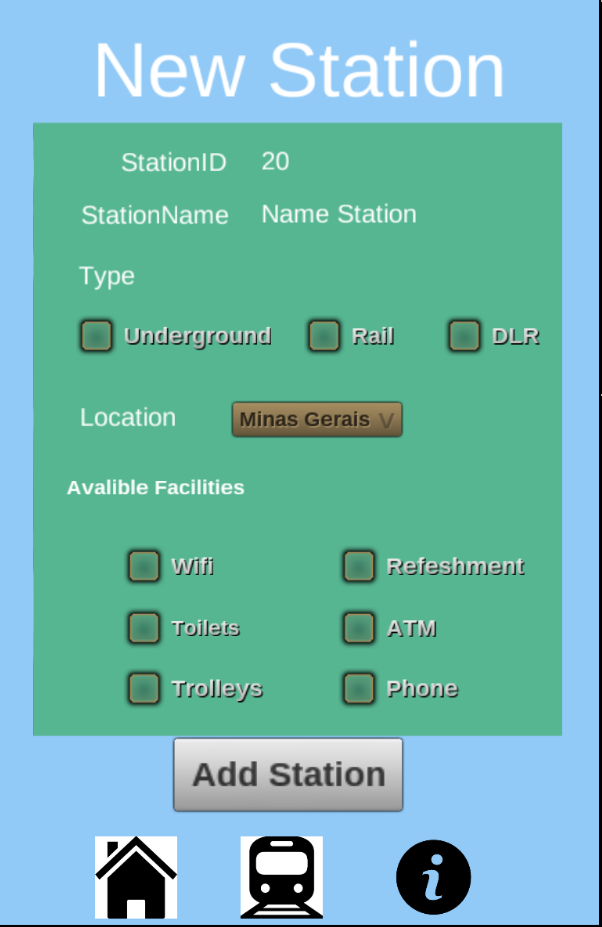 New Station
StationID 20
StationName Name Station
Type
Underground Rail DLR
Location Minas Gerais V
Avalible Facilities
Wifi Refeshment
Toilets ATM
Trolleys Phone
Add Station
i